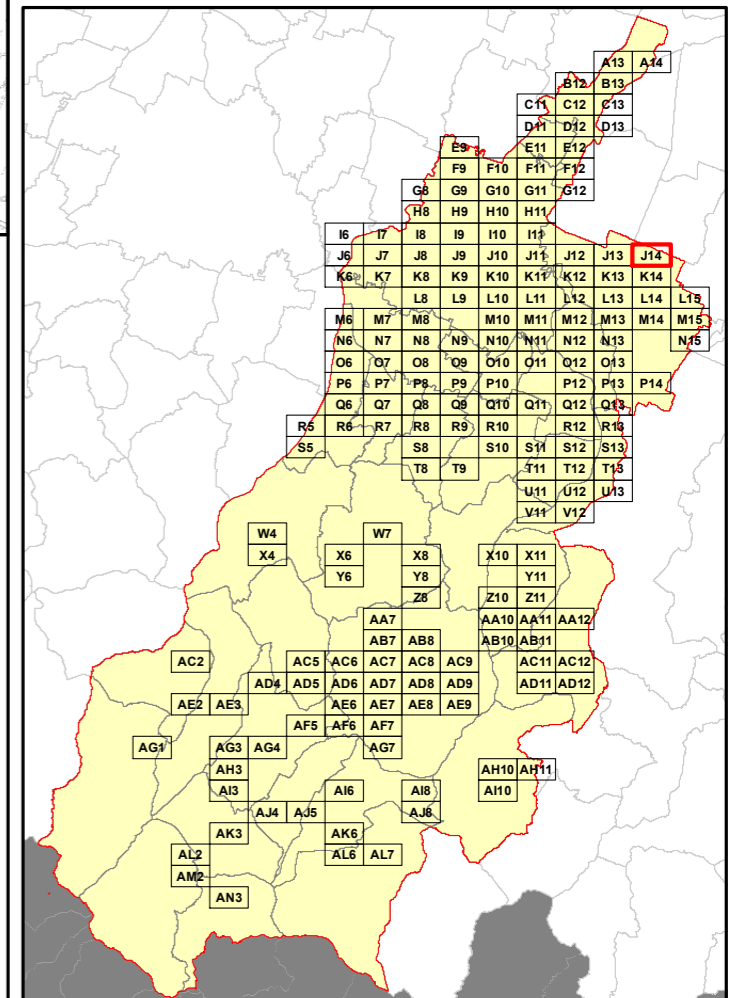 A13 A14
B12 B13
C11 C12 C13
D11 D12 D13
E9 E11 E12
F9 F10 F11 F12
G8 G9 G10 G11 G12
H8 H9 H10 H11
I6 I7 I8 I9 I10 I11
J6 J7 J8 J9 J10 J11 J12 J13 J14
K6 K7 K8 K9 K10 K11 K12 K13 K14
L8 L9 L10 L11 L12 L13 L14 L15
M6 M7 M8 M10 M11 M12 M13 M14 M15
N6 N7 N8 N9 N10 N11 N12 N13 N15
O6 O7 O8 O9 O10 O11 O12 O13
P6 P7 P8 P9 P10 P12 P13 P14
Q6 Q7 Q8 Q9 Q10 Q11 Q12 Q13
R5 R6 R7 R8 R9 R10 R12 R13
S5 S8 S10 S11 S12 S13
T8 T9 T11 T12 T13
U11 U12 U13
V11 V12
W4 W7
X4 X6 X8 X10 X11
Y6 Y8 Y11
Z8 Z10 Z11
AA7 AA10 AA11 AA12
AB7 AB8 AB10 AB11
AC2 AC5 AC6 AC7 AC8 AC9 AC11 AC12
AD4 AD5 AD6 AD7 AD8 AD9 AD11 AD12
AE2 AE3 AE6 AE7 AE8 AE9
AF5 AF6 AF7
AG1 AG3 AG4 AG7
AH3 AH10 AH11
AI3 AI6 AI8 AI10
AJ4 AJ5 AJ8
AK3 AK6
AL2 AL6 AL7
AM2
AN3